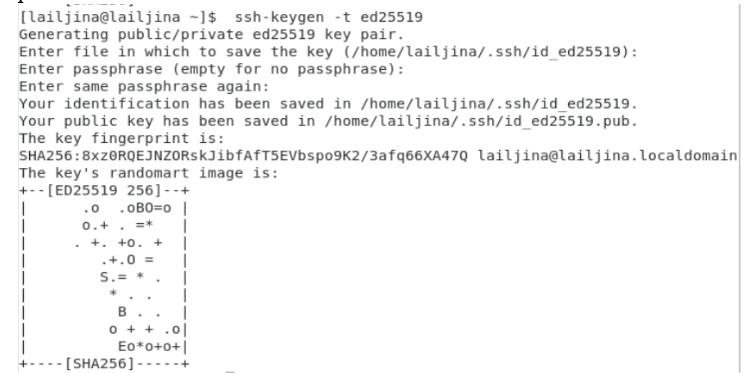 [lailjina@lailjina ~]$  ssh-keygen -t ed25519
Generating public/private ed25519 key pair.
Enter file in which to save the key (/home/lailjina/.ssh/id_ed25519):
Enter passphrase (empty for no passphrase):
Enter same passphrase again:
Your identification has been saved in /home/lailjina/.ssh/id_ed25519.
Your public key has been saved in /home/lailjina/.ssh/id_ed25519.pub.
The key fingerprint is:
SHA256:8xz0RQEJNZORskJibfAfT5EVbspo9K2/3afq66XA47Q lailjina@lailjina.localdomain
The key's randomart image is:
+--[ED25519 256]--+
|      .o  .oBO=o |
|      o.+ . =*   |
|     . +. +o. +  |
|        .+.O =   |
|        S.= * .  |
|         * . .   |
|          B . .  |
|         o + + .o|
|          Eo*o+o+|
+----[SHA256]-----+